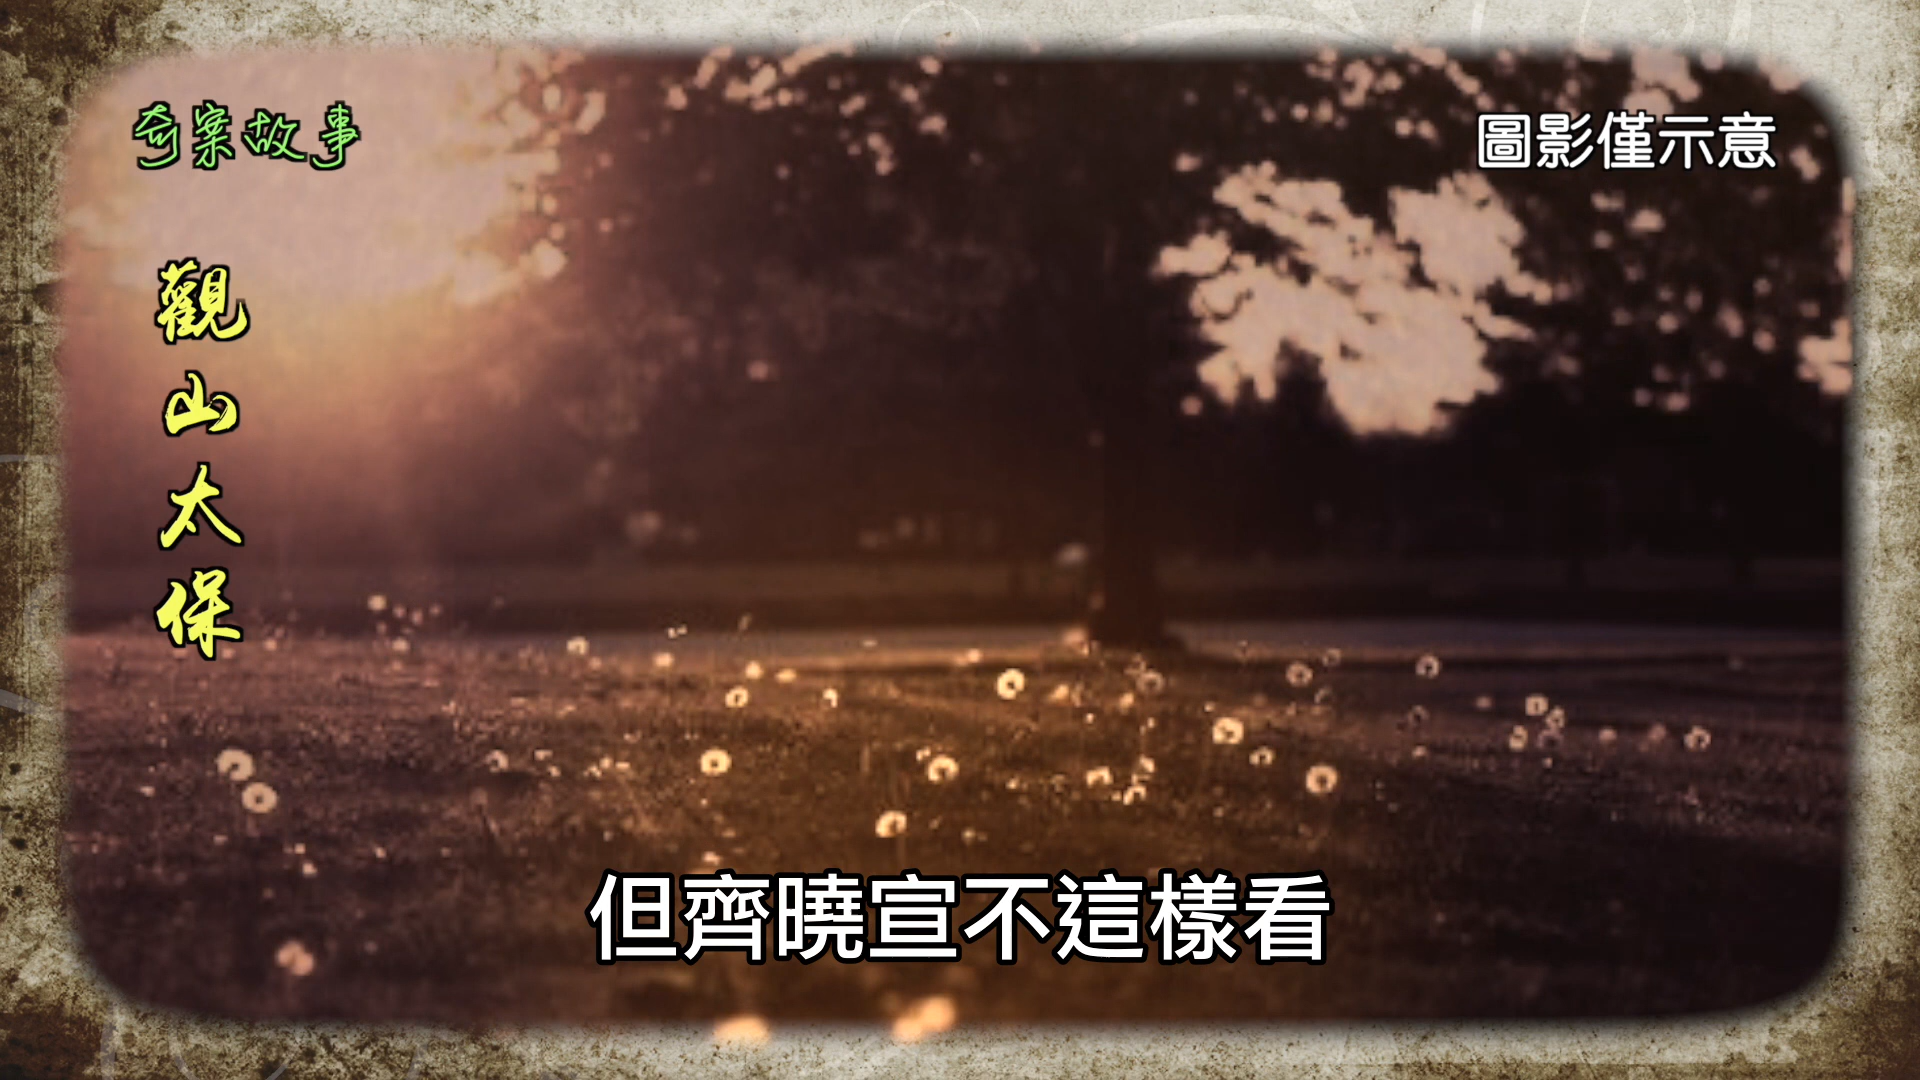 奇案故事
圖影僅示意
觀山太保
但齊曉宣不這樣看